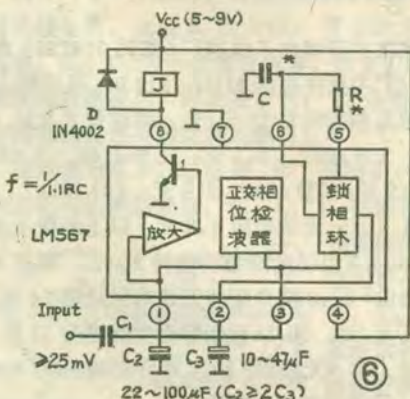 Vcc (5~9V)
J
*
C
R
*
D
1N4002
⑧
⑦
⑥
⑤
f=1/1.1RC
LM567
放大
正交相
位检
波器
锁
相
环
①
②
③
④
Input
C₁
≥25mV
C₂
C₃
10~47μF
22~100μF (C₂≥2C₃)
⑥